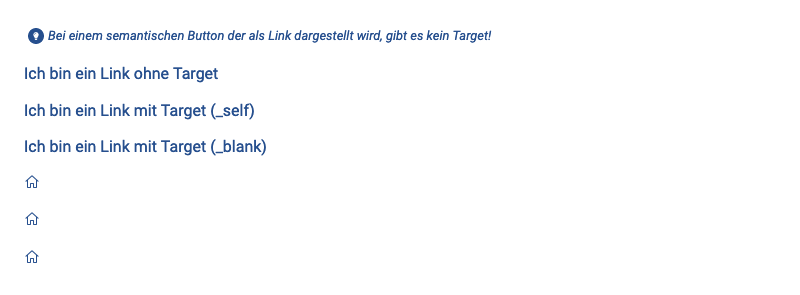 Bei einem semantischen Button der als Link dargestellt wird, gibt es kein Target!
Ich bin ein Link ohne Target
Ich bin ein Link mit Target (_self)
Ich bin ein Link mit Target (_blank)